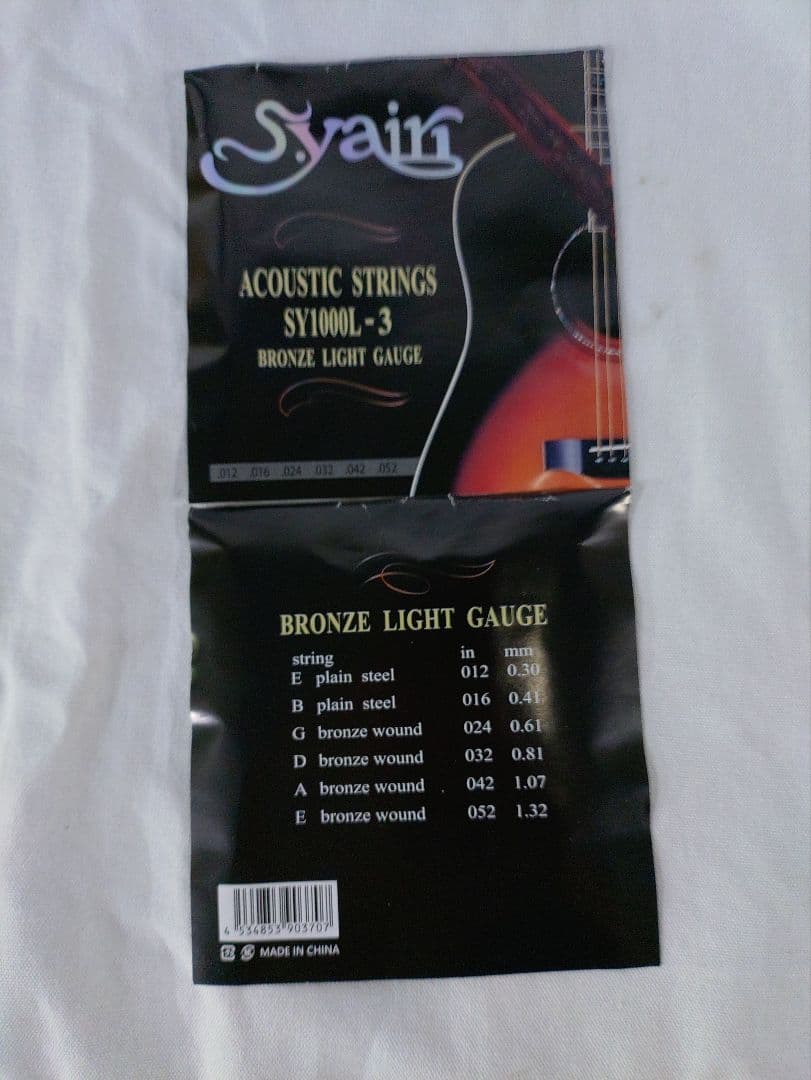 S.yairi
ACOUSTIC STRINGS
SY1000L-3
BRONZE LIGHT GAUGE
.012 .016 .024 .032 .042 .052
BRONZE LIGHT GAUGE
string in mm
E plain steel 012 0.30
B plain steel 016 0.41
G bronze wound 024 0.61
D bronze wound 032 0.81
A bronze wound 042 1.07
E bronze wound 052 1.32
4 534853 903707
MADE IN CHINA